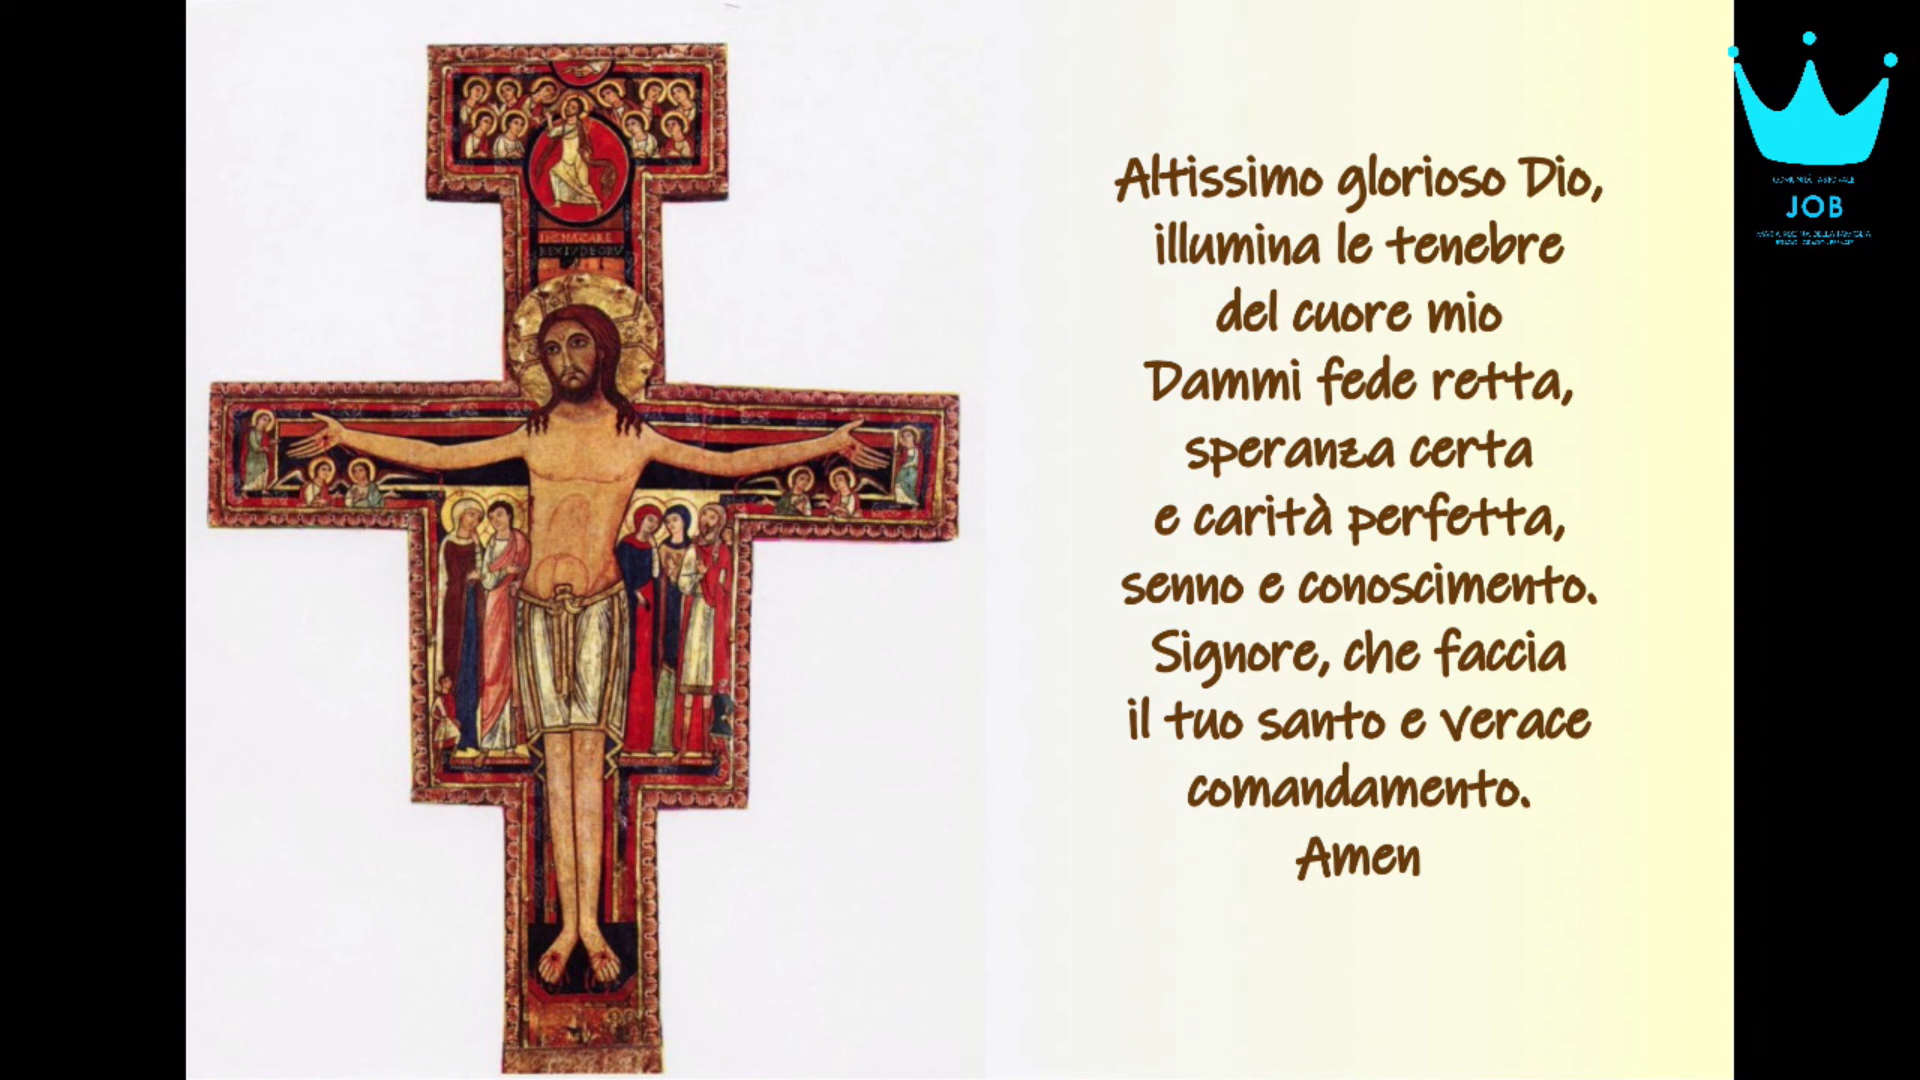 Altissimo glorioso Dio,
illumina le tenebre
del cuore mio
Dammi fede retta,
speranza certa
e carità perfetta,
senno e conoscimento.
Signore, che faccia
il tuo santo e verace
comandamento.
Amen
JOB